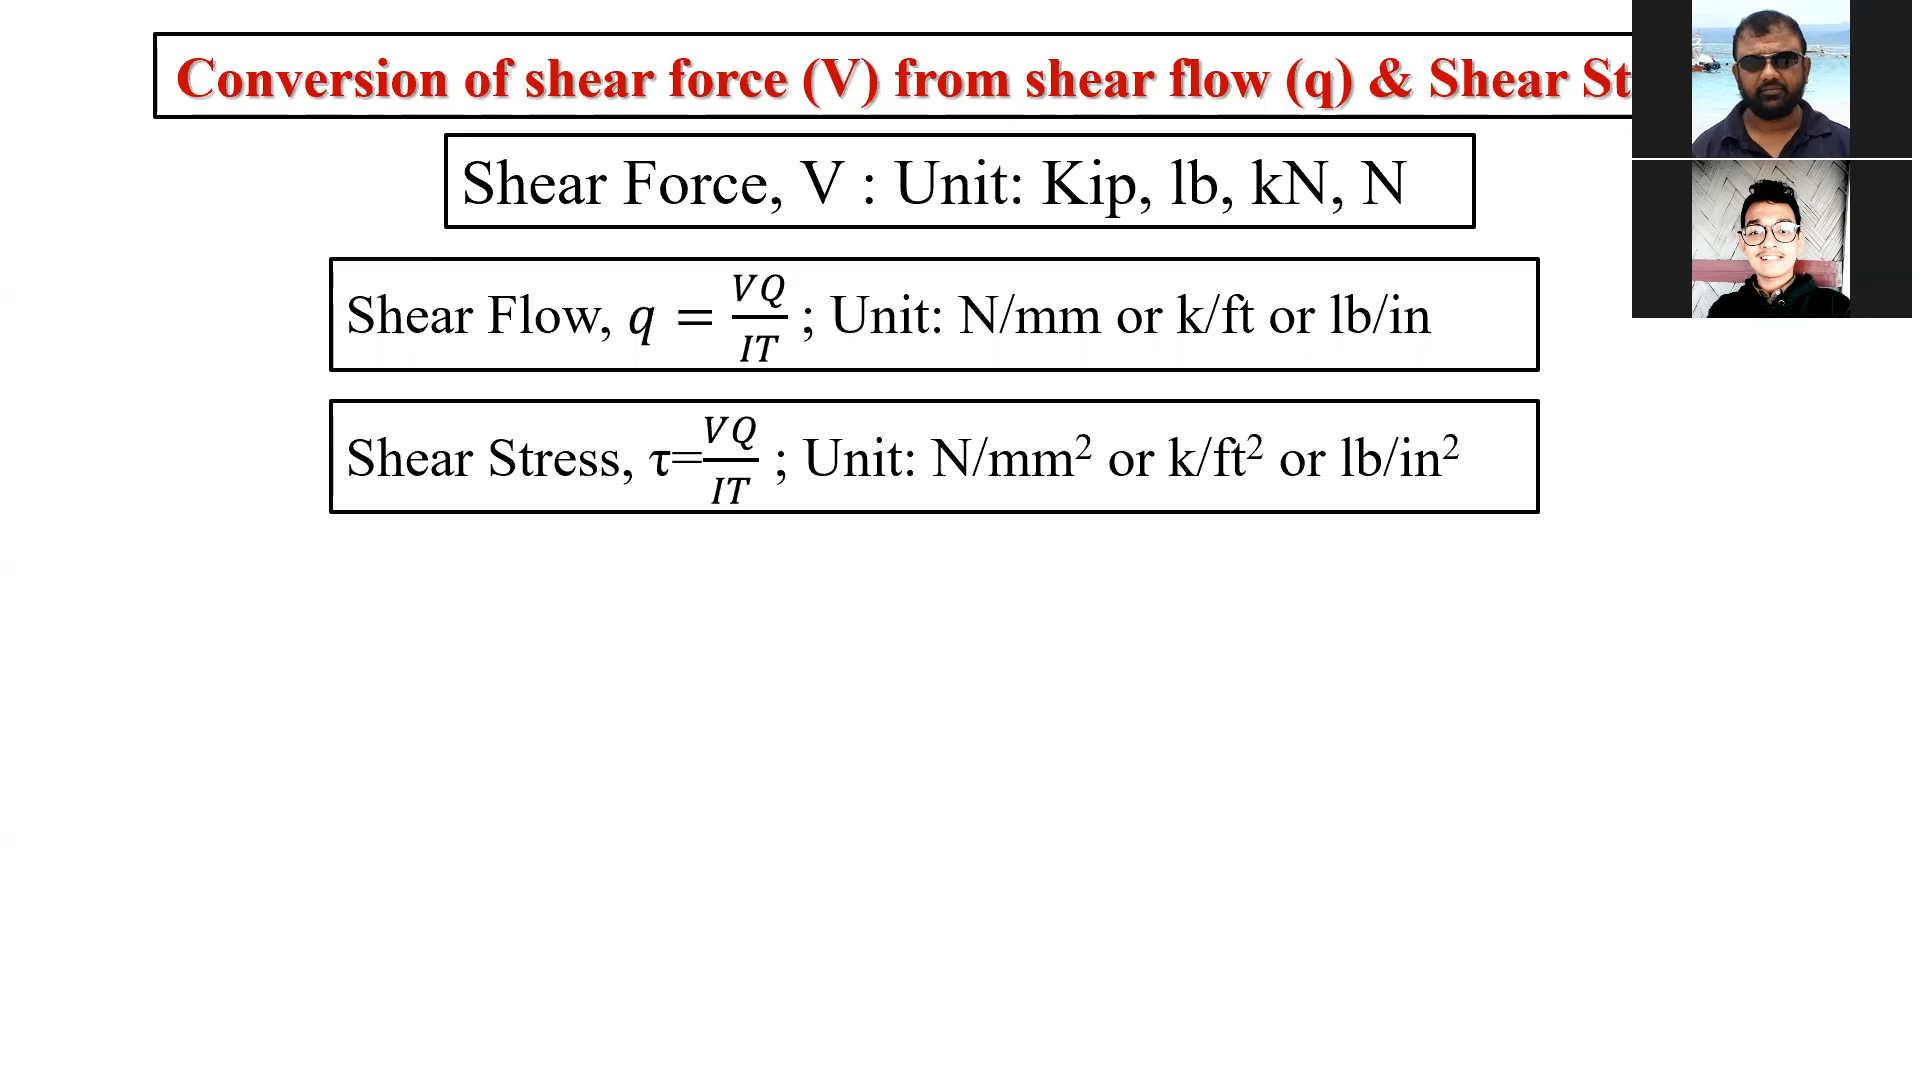 Conversion of shear force (V) from shear flow (q) & Shear
Shear Force, V : Unit: Kip, lb, kN, N
Shear Flow, q = VQ/IT ; Unit: N/mm or k/ft or lb/in
Shear Stress, τ=VQ/IT ; Unit: N/mm² or k/ft² or lb/in²